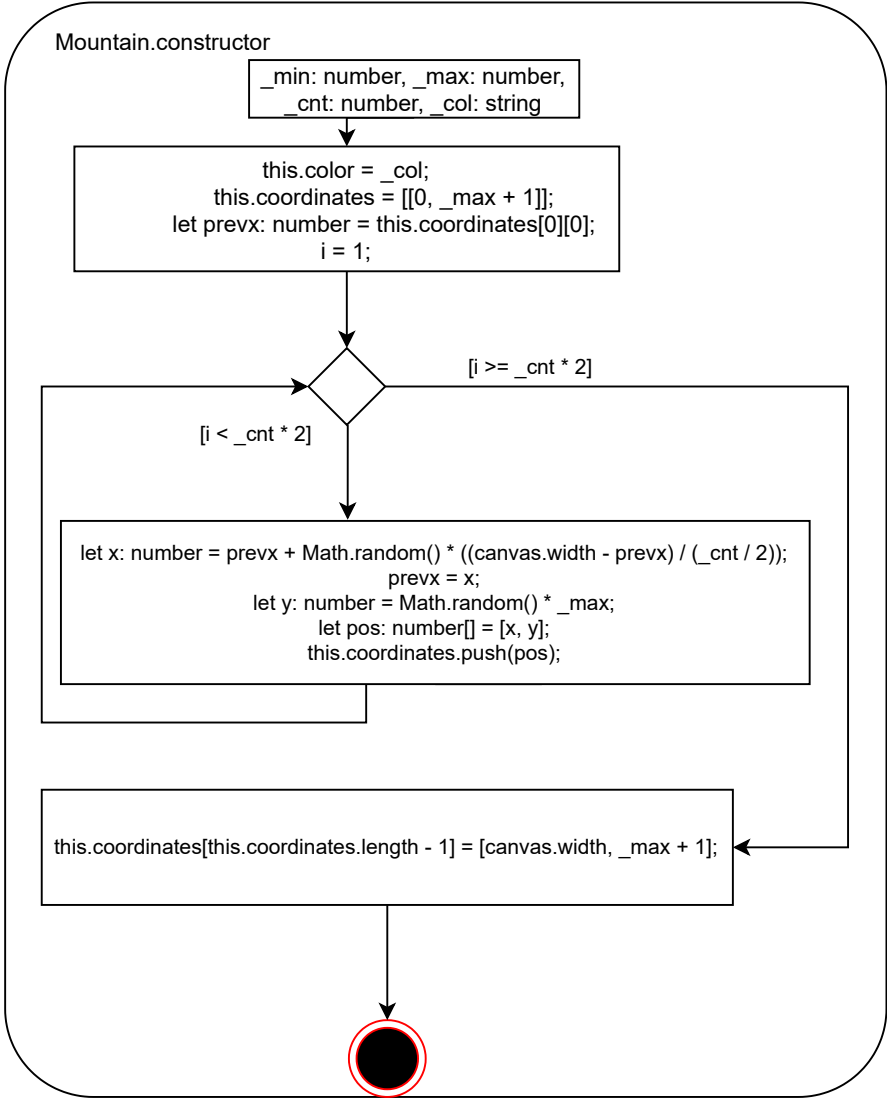 Mountain.constructor
_min: number, _max: number,
_cnt: number, _col: string
this.color = _col;
this.coordinates = [[0, _max + 1]];
let prevx: number = this.coordinates[0][0];
i = 1;
[i >= _cnt * 2]
[i < _cnt * 2]
let x: number = prevx + Math.random() * ((canvas.width - prevx) / (_cnt / 2));
prevx = x;
let y: number = Math.random() * _max;
let pos: number[] = [x, y];
this.coordinates.push(pos);
this.coordinates[this.coordinates.length - 1] = [canvas.width, _max + 1];